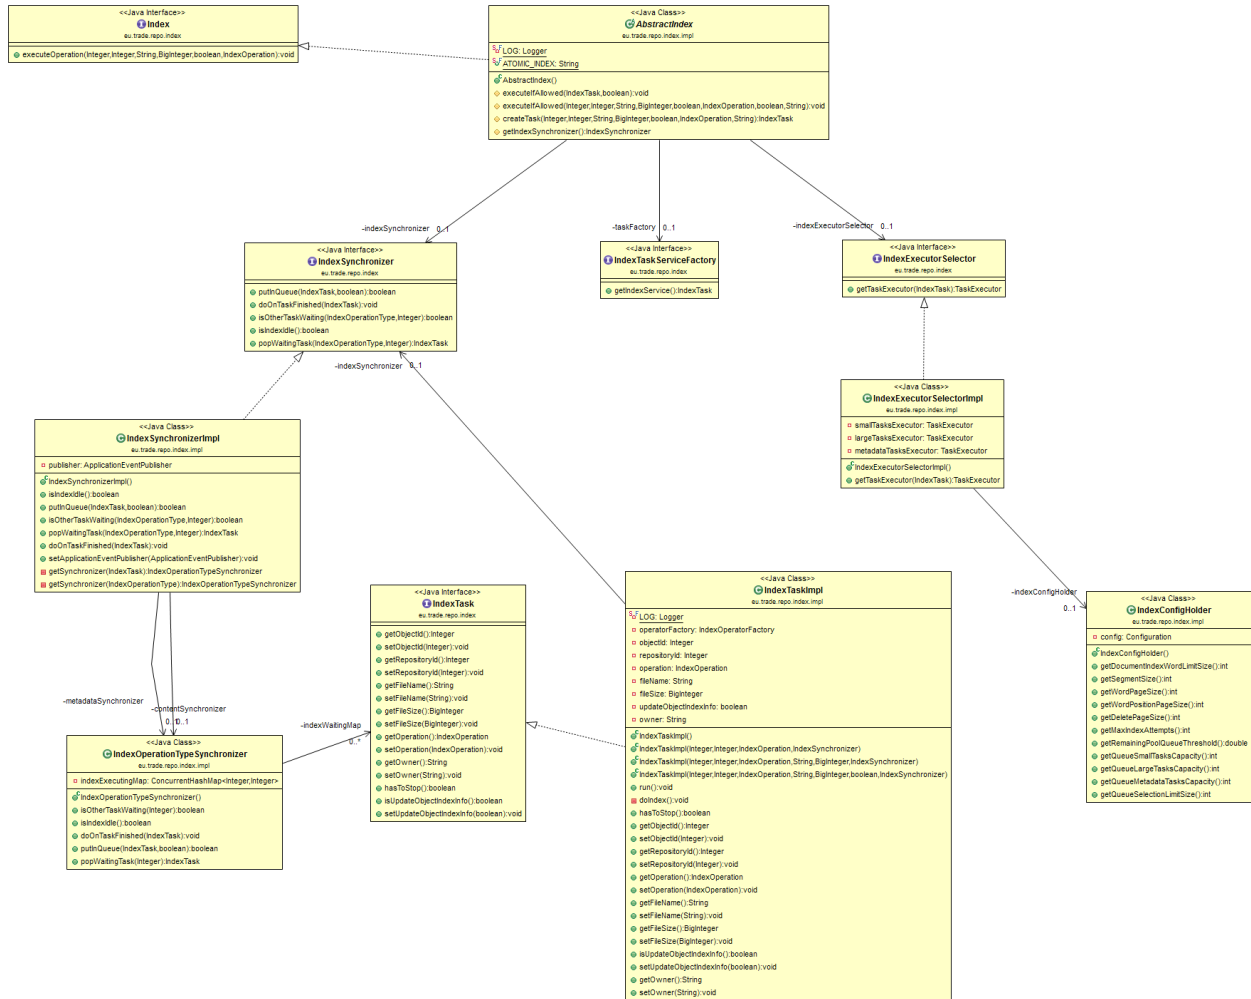 <<Java Interface>>
Index
eu.trade.repo.index
executeOperation(Integer,Integer,String,BigInteger,boolean,IndexOperation):void
<<Java Class>>
AbstractIndex
eu.trade.repo.index.impl
LOG: Logger
ATOMIC_INDEX: String
AbstractIndex()
executeIfAllowed(IndexTask,boolean):void
executeIfAllowed(Integer,Integer,String,BigInteger,boolean,IndexOperation,boolean,String):void
createTask(Integer,Integer,String,BigInteger,boolean,IndexOperation,String):IndexTask
getIndexSynchronizer():IndexSynchronizer
-indexSynchronizer 0..1
-taskFactory 0..1
-indexExecutorSelector 0..1
<<Java Interface>>
IndexSynchronizer
eu.trade.repo.index
putInQueue(IndexTask,boolean):boolean
doOnTaskFinished(IndexTask):void
isOtherTaskWaiting(IndexOperationType,Integer):boolean
isIndexIdle():boolean
popWaitingTask(IndexOperationType,Integer):IndexTask
<<Java Interface>>
IndexTaskServiceFactory
eu.trade.repo.index
getIndexService():IndexTask
<<Java Interface>>
IndexExecutorSelector
eu.trade.repo.index
getTaskExecutor(IndexTask):TaskExecutor
-indexSynchronizer 0..1
<<Java Class>>
IndexExecutorSelectorImpl
eu.trade.repo.index.impl
smallTasksExecutor: TaskExecutor
largeTasksExecutor: TaskExecutor
metadataTasksExecutor: TaskExecutor
IndexExecutorSelectorImpl()
getTaskExecutor(IndexTask):TaskExecutor
<<Java Class>>
IndexSynchronizerImpl
eu.trade.repo.index.impl
publisher: ApplicationEventPublisher
IndexSynchronizerImpl()
isIndexIdle():boolean
putInQueue(IndexTask,boolean):boolean
isOtherTaskWaiting(IndexOperationType,Integer):boolean
popWaitingTask(IndexOperationType,Integer):IndexTask
doOnTaskFinished(IndexTask):void
setApplicationEventPublisher(ApplicationEventPublisher):void
getSynchronizer(IndexTask):IndexOperationTypeSynchronizer
getSynchronizer(IndexOperationType):IndexOperationTypeSynchronizer
-metadataSynchronizer
-contentSynchronizer
0..1
0..1
<<Java Class>>
IndexOperationTypeSynchronizer
eu.trade.repo.index.impl
indexExecutingMap: ConcurrentHashMap<Integer,Integer>
IndexOperationTypeSynchronizer()
isOtherTaskWaiting(Integer):boolean
isIndexIdle():boolean
doOnTaskFinished(IndexTask):void
putInQueue(IndexTask,boolean):boolean
popWaitingTask(Integer):IndexTask
-indexWaitingMap
0..*
<<Java Interface>>
IndexTask
eu.trade.repo.index
getObjectId():Integer
setObjectId(Integer):void
getRepositoryId():Integer
setRepositoryId(Integer):void
getFileName():String
setFileName(String):void
getFileSize():BigInteger
setFileSize(BigInteger):void
getOperation():IndexOperation
setOperation(IndexOperation):void
getOwner():String
setOwner(String):void
hasToStop():boolean
isUpdateObjectIndexInfo():boolean
setUpdateObjectIndexInfo(boolean):void
<<Java Class>>
IndexTaskImpl
eu.trade.repo.index.impl
LOG: Logger
operatorFactory: IndexOperatorFactory
objectId: Integer
repositoryId: Integer
operation: IndexOperation
fileName: String
fileSize: BigInteger
updateObjectIndexInfo: boolean
owner: String
IndexTaskImpl()
IndexTaskImpl(Integer,Integer,IndexOperation,IndexSynchronizer)
IndexTaskImpl(Integer,Integer,IndexOperation,String,BigInteger,IndexSynchronizer)
IndexTaskImpl(Integer,Integer,IndexOperation,String,BigInteger,boolean,IndexSynchronizer)
run():void
doIndex():void
hasToStop():boolean
getObjectId():Integer
setObjectId(Integer):void
getRepositoryId():Integer
setRepositoryId(Integer):void
getOperation():IndexOperation
setOperation(IndexOperation):void
getFileName():String
setFileName(String):void
getFileSize():BigInteger
setFileSize(BigInteger):void
isUpdateObjectIndexInfo():boolean
setUpdateObjectIndexInfo(boolean):void
getOwner():String
setOwner(String):void
-indexConfigHolder
0..1
<<Java Class>>
IndexConfigHolder
eu.trade.repo.index.impl
config: Configuration
IndexConfigHolder()
getDocumentIndexWordLimitSize():int
getSegmentSize():int
getWordPageSize():int
getWordPositionPageSize():int
getDeletePageSize():int
getMaxIndexAttempts():int
getRemainingPoolQueueThreshold():double
getQueueSmallTasksCapacity():int
getQueueLargeTasksCapacity():int
getQueueMetadataTasksCapacity():int
getQueueSelectionLimitSize():int